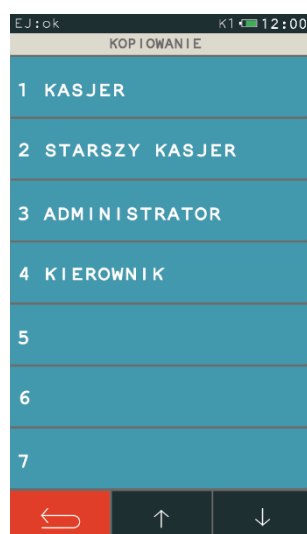 EJ:ok K1 12:00
KOPIOWANIE
1 KASJER
2 STARSZY KASJER
3 ADMINISTRATOR
4 KIEROWNIK
5
6
7